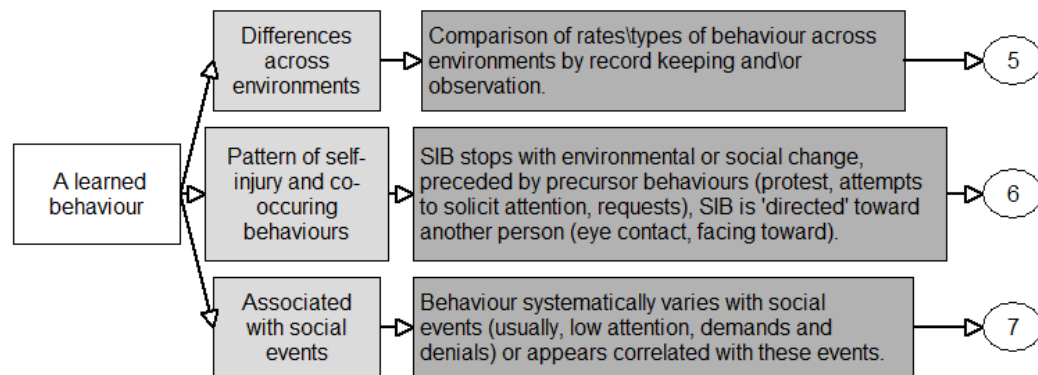 Differences
across
environments
Comparison of rates\types of behaviour across
environments by record keeping and\or
observation.
5
A learned
behaviour
Pattern of self-
injury and co-
occuring
behaviours
SIB stops with environmental or social change,
preceded by precursor behaviours (protest, attempts
to solicit attention, requests), SIB is 'directed' toward
another person (eye contact, facing toward).
6
Associated
with social
events
Behaviour systematically varies with social
events (usually, low attention, demands and
denials) or appears correlated with these events.
7